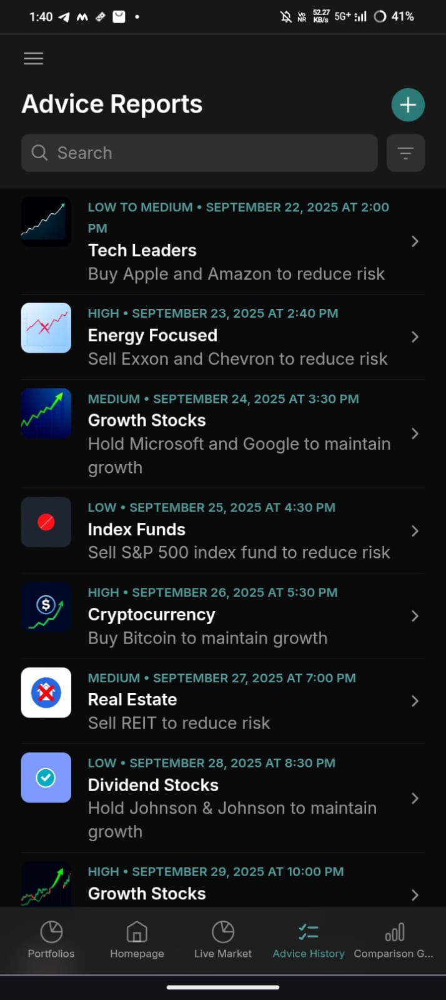 1:40
Vo
NR
52.27
KB/s
5G+
41%
Advice Reports
Search
LOW TO MEDIUM • SEPTEMBER 22, 2025 AT 2:00
PM
Tech Leaders
Buy Apple and Amazon to reduce risk
HIGH • SEPTEMBER 23, 2025 AT 2:40 PM
Energy Focused
Sell Exxon and Chevron to reduce risk
MEDIUM • SEPTEMBER 24, 2025 AT 3:30 PM
Growth Stocks
Hold Microsoft and Google to maintain
growth
LOW • SEPTEMBER 25, 2025 AT 4:30 PM
Index Funds
Sell S&P 500 index fund to reduce risk
HIGH • SEPTEMBER 26, 2025 AT 5:30 PM
Cryptocurrency
Buy Bitcoin to maintain growth
MEDIUM • SEPTEMBER 27, 2025 AT 7:00 PM
Real Estate
Sell REIT to reduce risk
LOW • SEPTEMBER 28, 2025 AT 8:30 PM
Dividend Stocks
Hold Johnson & Johnson to maintain
growth
HIGH • SEPTEMBER 29, 2025 AT 10:00 PM
Growth Stocks
Portfolios
Homepage
Live Market
Advice History
Comparison G...